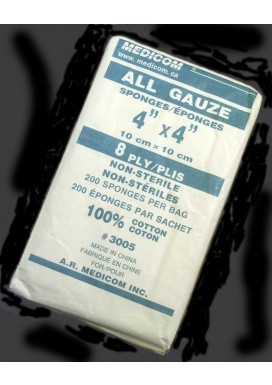 MEDICOM
www.medicom.ca
ALL GAUZE
SPONGES/ÉPONGES
4" x 4"
10 cm x 10 cm
8 PLY/PLIS
NON-STERILE
NON-STÉRILES
200 SPONGES PER BAG
200 ÉPONGES PAR SACHET
100% COTTON
COTON
# 3005
MADE IN CHINA
FABRIQUÉ EN CHINE
FOR/POUR
A.R. MEDICOM INC.